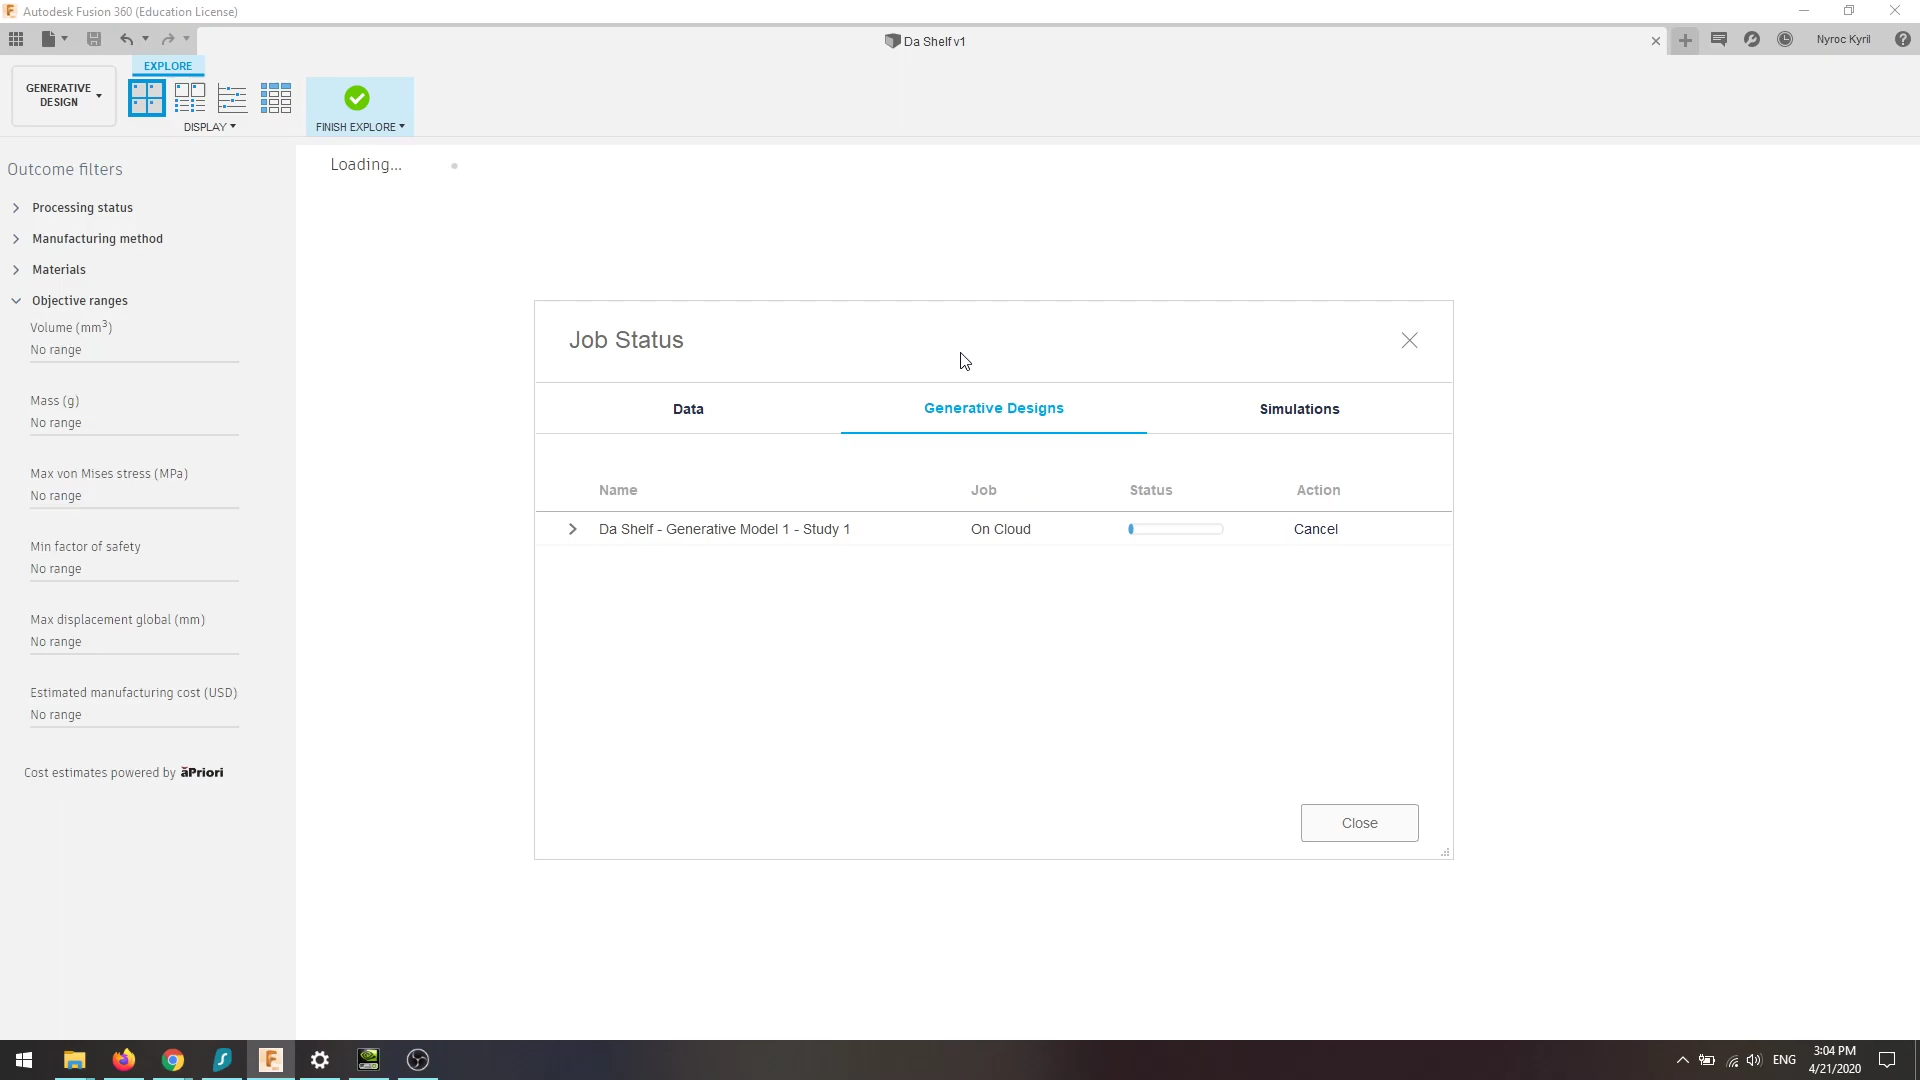 Autodesk Fusion 360 (Education License)
Da Shelf v1
Nyroc Kyril
GENERATIVE DESIGN
EXPLORE
DISPLAY
FINISH EXPLORE
Outcome filters
Processing status
Manufacturing method
Materials
Objective ranges
Volume (mm3)
No range
Mass (g)
No range
Max von Mises stress (MPa)
No range
Min factor of safety
No range
Max displacement global (mm)
No range
Estimated manufacturing cost (USD)
No range
Cost estimates powered by aPriori
Loading...
Job Status
Data Generative Designs Simulations
Name Job Status Action
Da Shelf - Generative Model 1 - Study 1 On Cloud Cancel
Close
ENG
3:04 PM
4/21/2020